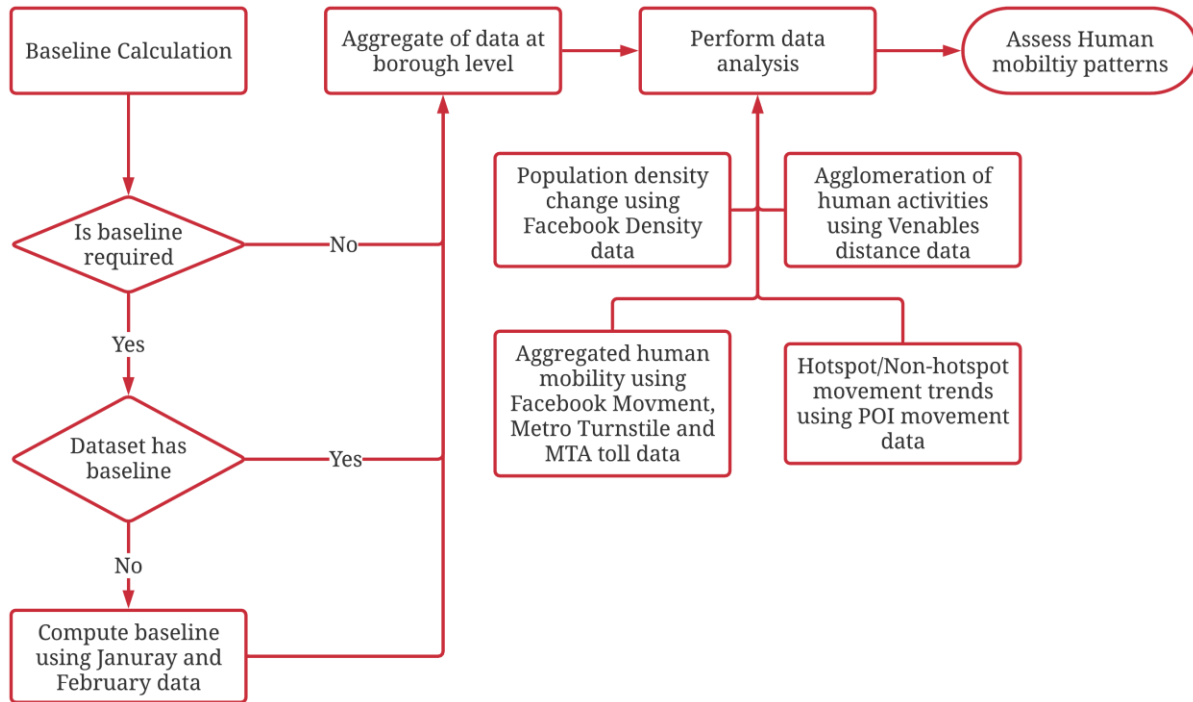 Baseline Calculation
Aggregate of data at
borough level
Perform data
analysis
Assess Human
mobiltiy patterns
Is baseline
required
No
Yes
Dataset has
baseline
Yes
No
Compute baseline
using Januray and
February data
Population density
change using
Facebook Density
data
Agglomeration of
human activities
using Venables
distance data
Aggregated human
mobility using
Facebook Movment,
Metro Turnstile and
MTA toll data
Hotspot/Non-hotspot
movement trends
using POI movement
data